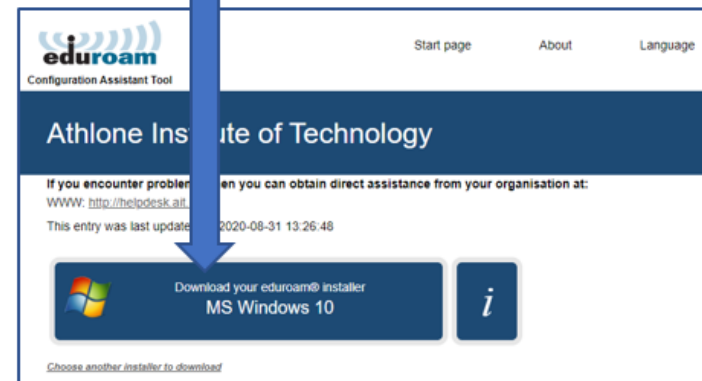 eduroam
Configuration Assistant Tool
Start page About Language
Athlone Ins ute of Technology
If you encounter problem en you can obtain direct assistance from your organisation at:
WWW: http://helpdesk.ait.
This entry was last update 2020-08-31 13:26:48
Download your eduroam® installer
MS Windows 10
i
Choose another installer to download